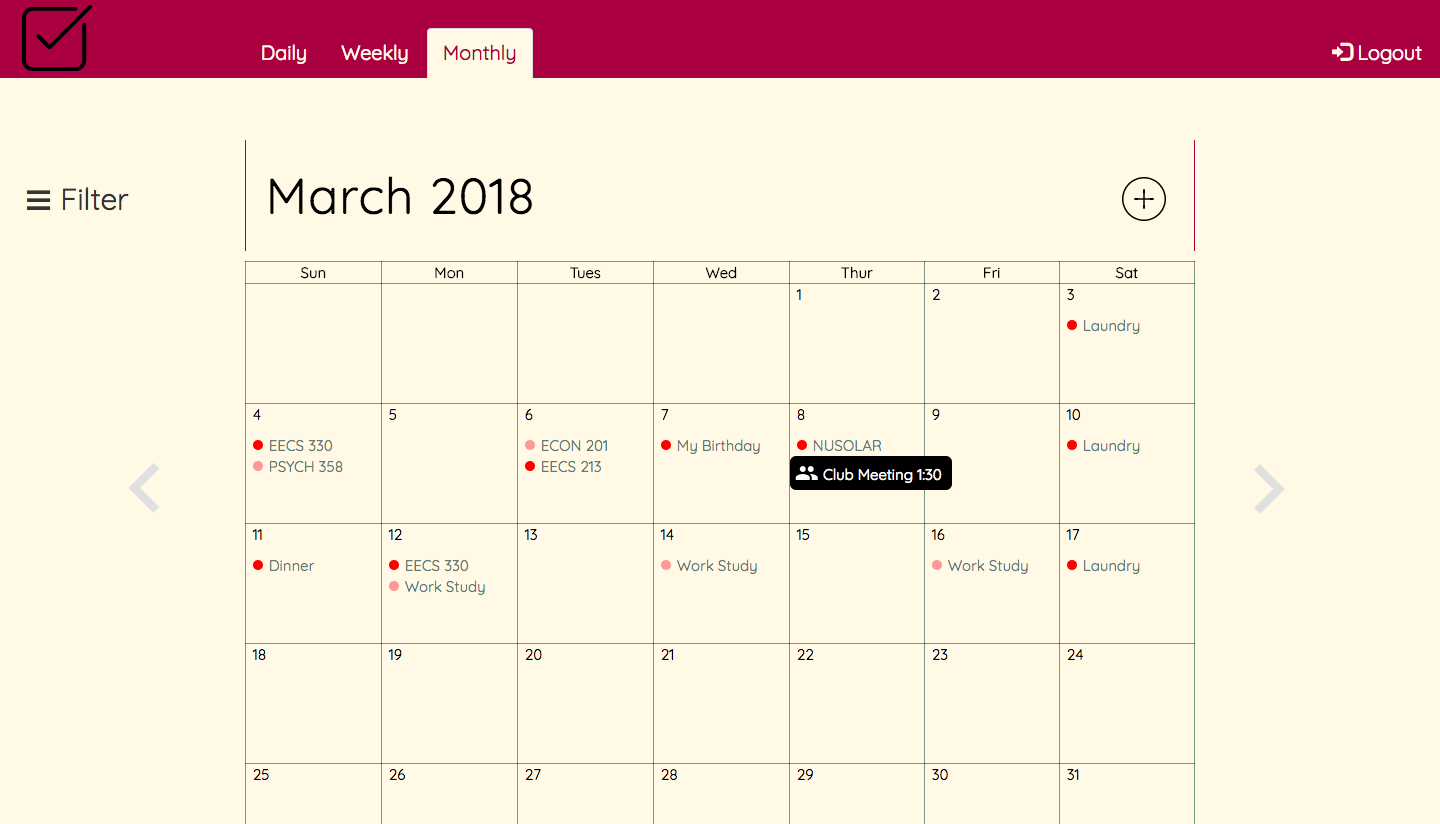 Daily Weekly Monthly Logout
Filter
March 2018
Sun Mon Tues Wed Thur Fri Sat
1 2 3
Laundry
4 5 6 7 8 9 10
EECS 330 ECON 201 My Birthday NUSOLAR Laundry
PSYCH 358 EECS 213
Club Meeting 1:30
11 12 13 14 15 16 17
Dinner EECS 330 Work Study Work Study Laundry
Work Study
18 19 20 21 22 23 24
25 26 27 28 29 30 31